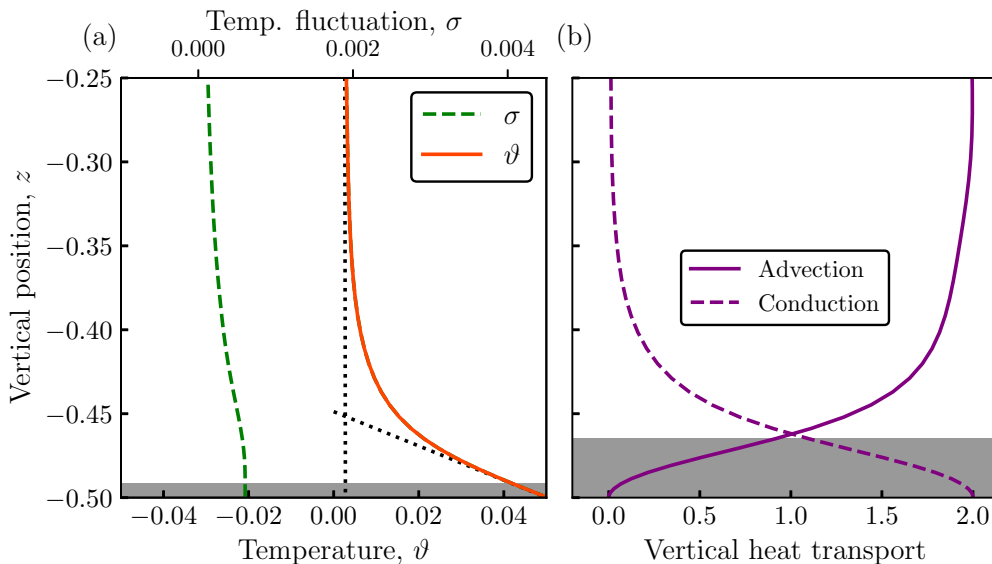 (a)
Temp. fluctuation, σ
0.000 0.002 0.004
Vertical position, z
−0.25
−0.30
−0.35
−0.40
−0.45
−0.50
σ
ϑ
−0.04 −0.02 0.00 0.02 0.04
Temperature, ϑ
(b)
Advection
Conduction
0.0 0.5 1.0 1.5 2.0
Vertical heat transport